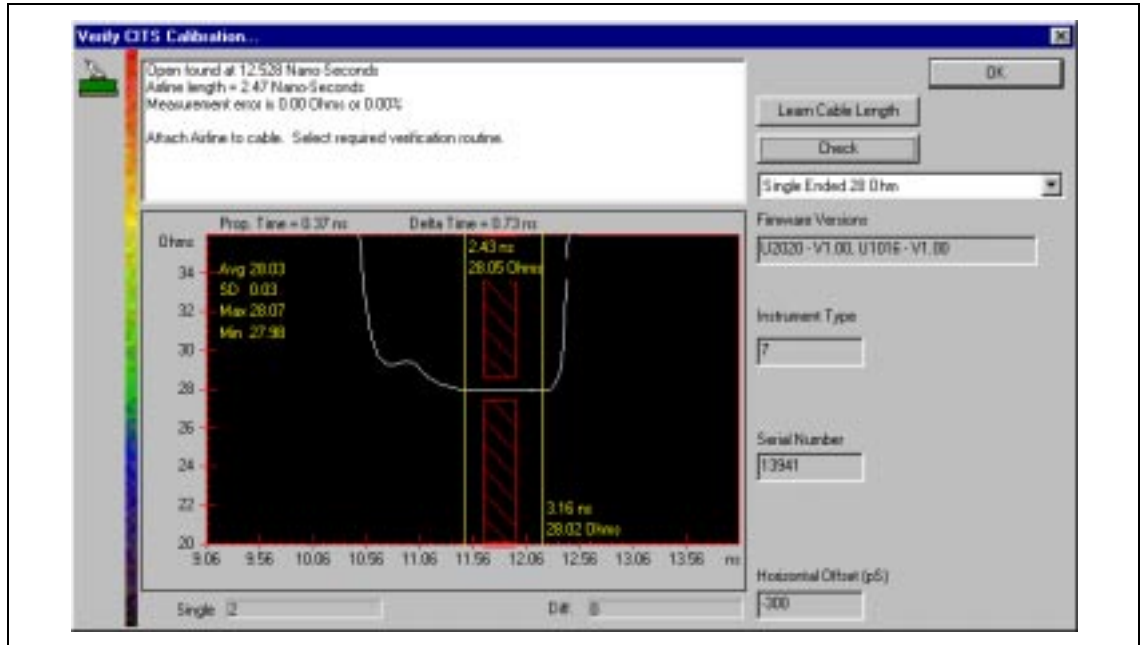 Verify CITS Calibration...
Open found at 12.528 Nano-Seconds
Airline length = 2.47 Nano-Seconds
Measurement error is 0.00 Ohms or 0.00%
Attach Airline to cable. Select required verification routine.
OK
Learn Cable Length
Check
Single Ended 28 Ohm
Prop. Time = 0.37 ns Delta Time = 0.73 ns
Firmware Versions
U2020 - V1.00, U1016 - V1.00
Ohms
2.43 ns
28.05 Ohms
Avg 28.03
SD 0.03
Max 28.07
Min 27.98
34
32
30
28
26
24
22
20
3.16 ns
28.02 Ohms
9.06 9.56 10.06 10.56 11.06 11.56 12.06 12.56 13.06 13.56 ns
Instrument Type
7
Serial Number
13941
Horizontal Offset (pS)
-300
Single 2 Diff.